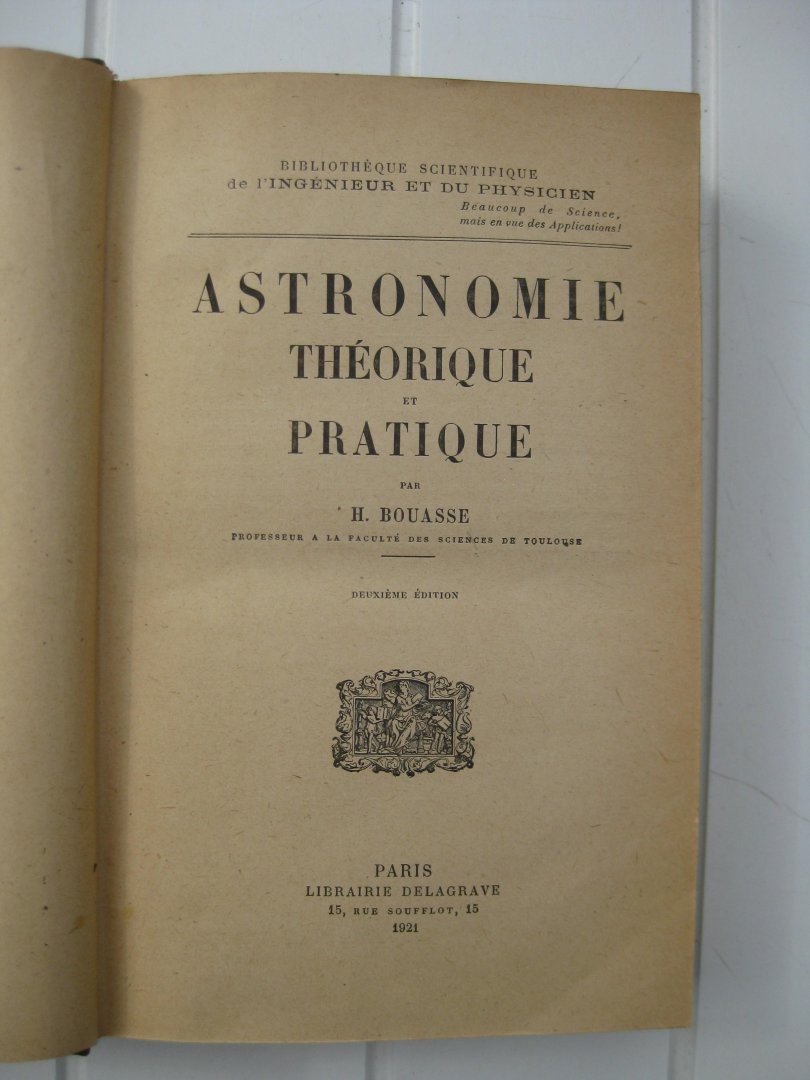 BIBLIOTHÈQUE SCIENTIFIQUE
de l'INGÉNIEUR ET DU PHYSICIEN
Beaucoup de Science,
mais en vue des Applications!
ASTRONOMIE
THÉORIQUE
ET
PRATIQUE
PAR
H. BOUASSE
PROFESSEUR A LA FACULTÉ DES SCIENCES DE TOULOUSE
DEUXIÈME ÉDITION
PARIS
LIBRAIRIE DELAGRAVE
15, RUE SOUFFLOT, 15
1921